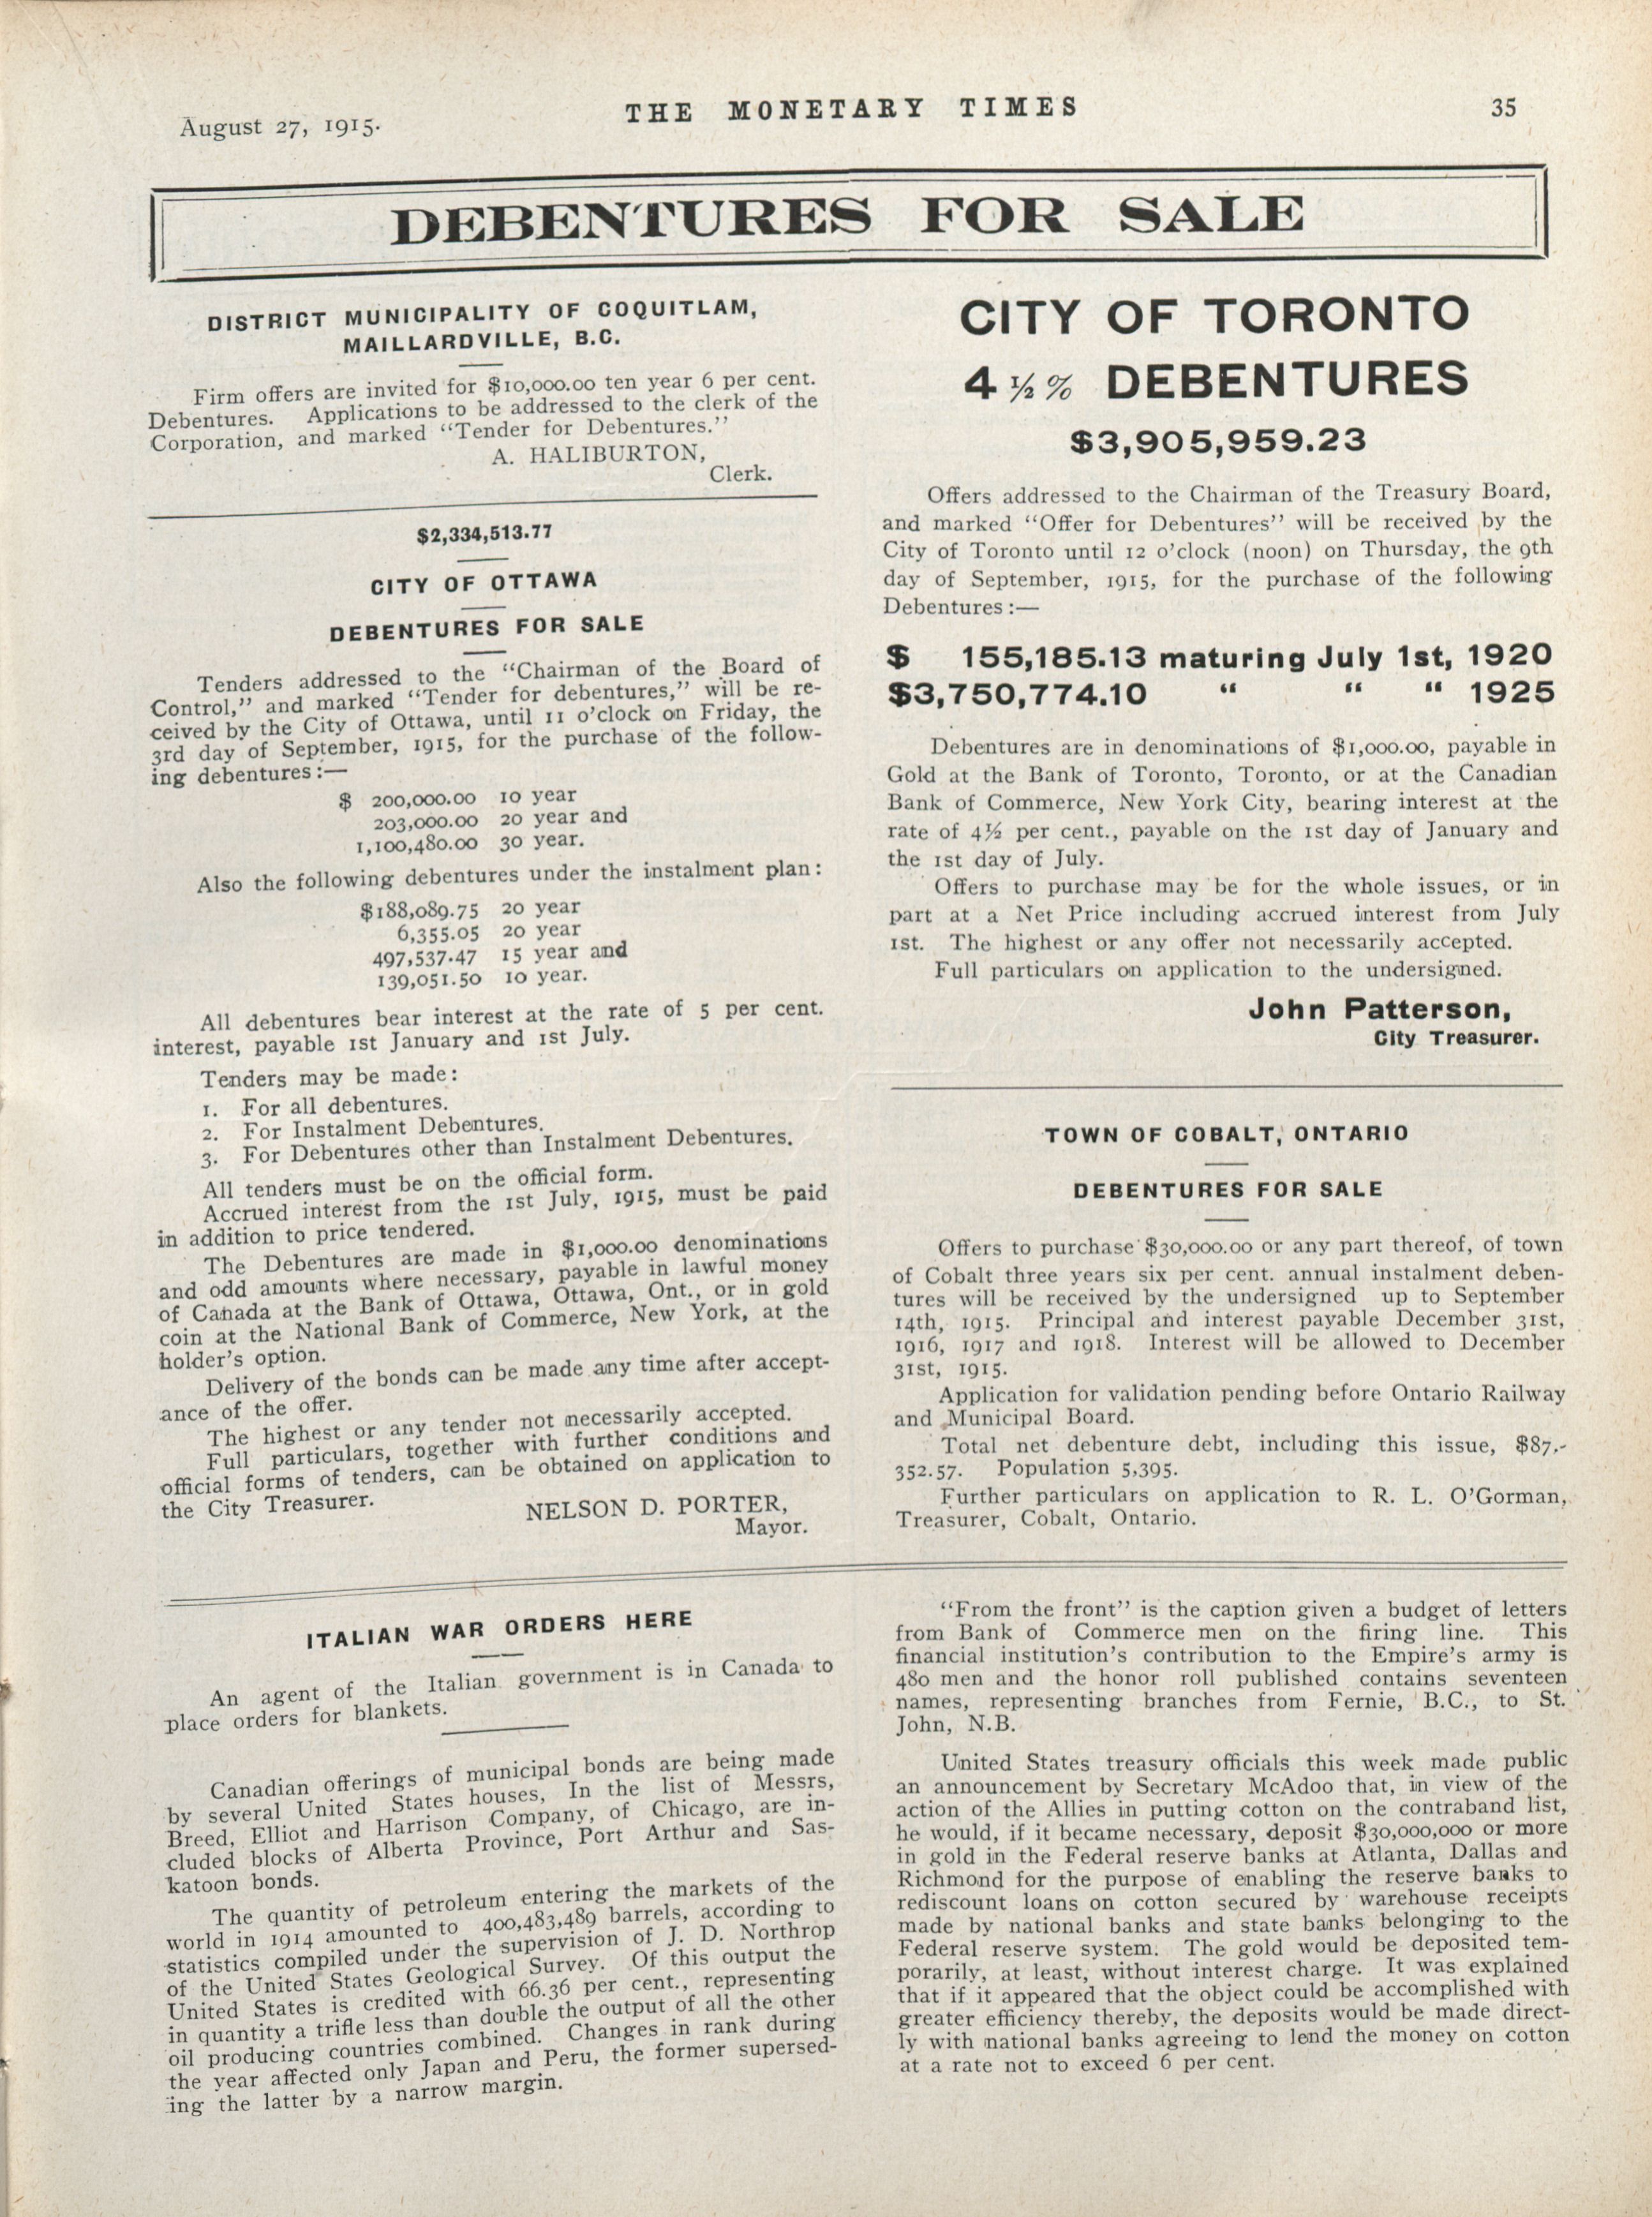 August 27, 1915.
THE MONETARY TIMES
35
DEBENTURES FOR SALE
DISTRICT MUNICIPALITY OF COQUITLAM,
MAILLARDVILLE, B.C.
Firm offers are invited for $10,000.00 ten year 6 per cent.
Debentures. Applications to be addressed to the clerk of the
Corporation, and marked "Tender for Debentures."
A. HALIBURTON,
Clerk.
$2,334,513.77
CITY OF OTTAWA
DEBENTURES FOR SALE
Tenders addressed to the "Chairman of the Board of
Control," and marked "Tender for debentures," will be re-
ceived by the City of Ottawa, until 11 o'clock on Friday, the
3rd day of September, 1915, for the purchase of the follow-
ing debentures:—
$ 200,000.00 10 year
203,000.00 20 year and
1,100,480.00 30 year.
Also the following debentures under the instalment plan:
$188,089.75 20 year
6,355.05 20 year
497,537.47 15 year and
139,051.50 10 year.
All debentures bear interest at the rate of 5 per cent.
interest, payable 1st January and 1st July.
Tenders may be made:
1. For all debentures.
2. For Instalment Debentures.
3. For Debentures other than Instalment Debentures.
All tenders must be on the official form.
Accrued interest from the 1st July, 1915, must be paid
in addition to price tendered.
The Debentures are made in $1,000.00 denominations
and odd amounts where necessary, payable in lawful money
of Canada at the Bank of Ottawa, Ottawa, Ont., or in gold
coin at the National Bank of Commerce, New York, at the
holder's option.
Delivery of the bonds can be made any time after accept-
ance of the offer.
The highest or any tender not necessarily accepted.
Full particulars, together with further conditions and
official forms of tenders, can be obtained on application to
the City Treasurer.
NELSON D. PORTER,
Mayor.
CITY OF TORONTO
4 ½ % DEBENTURES
$3,905,959.23
Offers addressed to the Chairman of the Treasury Board,
and marked "Offer for Debentures" will be received by the
City of Toronto until 12 o'clock (noon) on Thursday, the 9th
day of September, 1915, for the purchase of the following
Debentures:—
$ 155,185.13 maturing July 1st, 1920
$3,750,774.10 " " " 1925
Debentures are in denominations of $1,000.00, payable in
Gold at the Bank of Toronto, Toronto, or at the Canadian
Bank of Commerce, New York City, bearing interest at the
rate of 4½ per cent., payable on the 1st day of January and
the 1st day of July.
Offers to purchase may be for the whole issues, or in
part at a Net Price including accrued interest from July
1st. The highest or any offer not necessarily accepted.
Full particulars on application to the undersigned.
John Patterson,
City Treasurer.
TOWN OF COBALT, ONTARIO
DEBENTURES FOR SALE
Offers to purchase $30,000.00 or any part thereof, of town
of Cobalt three years six per cent. annual instalment deben-
tures will be received by the undersigned up to September
14th, 1915. Principal and interest payable December 31st,
1916, 1917 and 1918. Interest will be allowed to December
31st, 1915.
Application for validation pending before Ontario Railway
and Municipal Board.
Total net debenture debt, including this issue, $87,-
352.57. Population 5,395.
Further particulars on application to R. L. O'Gorman,
Treasurer, Cobalt, Ontario.
ITALIAN WAR ORDERS HERE
An agent of the Italian government is in Canada to
place orders for blankets.
Canadian offerings of municipal bonds are being made
by several United States houses, In the list of Messrs,
Breed, Elliot and Harrison Company, of Chicago, are in-
cluded blocks of Alberta Province, Port Arthur and Sas-
katoon bonds.
The quantity of petroleum entering the markets of the
world in 1914 amounted to 400,483,489 barrels, according to
statistics compiled under the supervision of J. D. Northrop
of the United States Geological Survey. Of this output the
United States is credited with 66.36 per cent., representing
in quantity a trifle less than double the output of all the other
oil producing countries combined. Changes in rank during
the year affected only Japan and Peru, the former supersed-
ing the latter by a narrow margin.
"From the front" is the caption given a budget of letters
from Bank of Commerce men on the firing line. This
financial institution's contribution to the Empire's army is
480 men and the honor roll published contains seventeen
names, representing branches from Fernie, B.C., to St.
John, N.B.
United States treasury officials this week made public
an announcement by Secretary McAdoo that, in view of the
action of the Allies in putting cotton on the contraband list,
he would, if it became necessary, deposit $30,000,000 or more
in gold in the Federal reserve banks at Atlanta, Dallas and
Richmond for the purpose of enabling the reserve banks to
rediscount loans on cotton secured by warehouse receipts
made by national banks and state banks belonging to the
Federal reserve system. The gold would be deposited tem-
porarily, at least, without interest charge. It was explained
that if it appeared that the object could be accomplished with
greater efficiency thereby, the deposits would be made direct-
ly with national banks agreeing to lend the money on cotton
at a rate not to exceed 6 per cent.